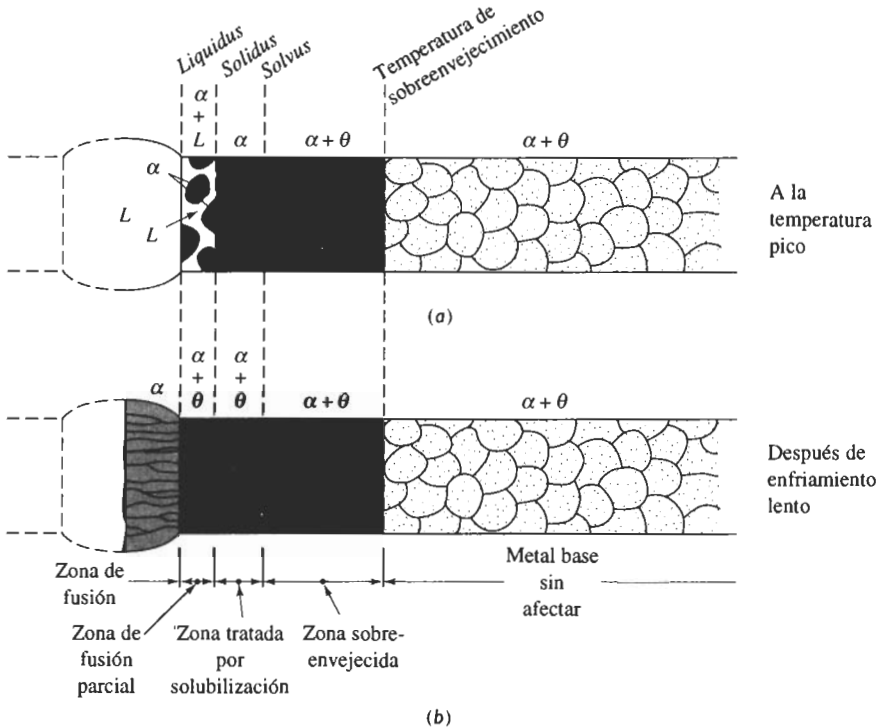 Liquidus
Solidus
Solvus
Temperatura de
sobreenvejecimiento
α
+
L
α
α + θ
α + θ
α
L
L
A la
temperatura
pico
(a)
α
α
+
θ
α
+
θ
α + θ
α + θ
Después de
enfriamiento
lento
Zona de
fusión
Metal base
sin
afectar
Zona de
fusión
parcial
Zona tratada
por
solubilización
Zona sobre-
envejecida
(b)